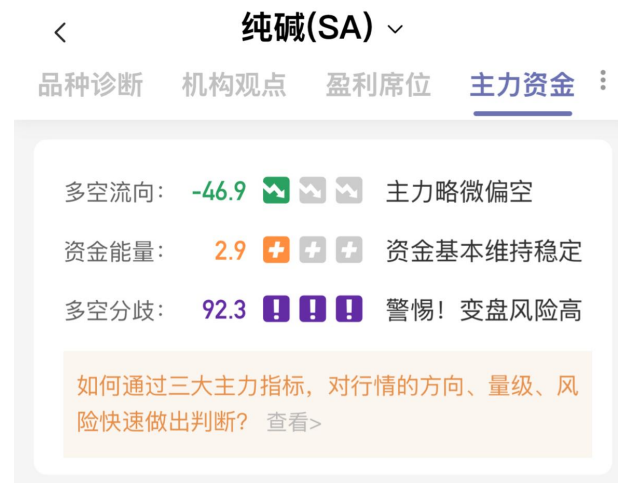 纯碱(SA)
品种诊断 机构观点 盈利席位 主力资金
多空流向: -46.9 主力略微偏空
资金能量: 2.9 资金基本维持稳定
多空分歧: 92.3 警惕！变盘风险高
如何通过三大主力指标，对行情的方向、量级、风
险快速做出判断？ 查看>